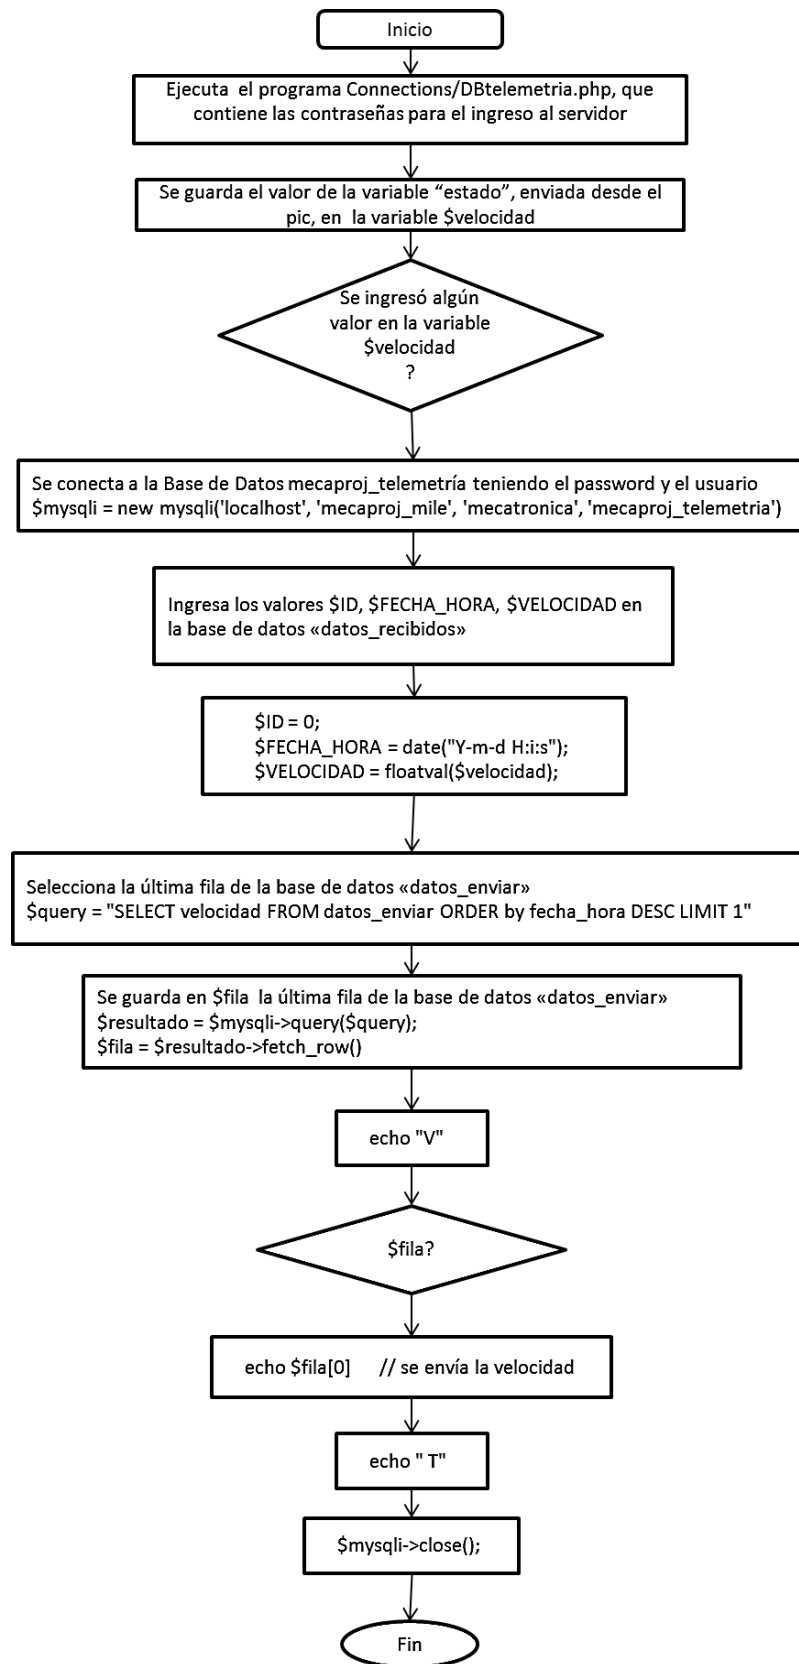 Inicio
Ejecuta el programa Connections/DBtelemetria.php, que
contiene las contraseñas para el ingreso al servidor
Se guarda el valor de la variable “estado”, enviada desde el
pic, en la variable $velocidad
Se ingresó algún
valor en la variable
$velocidad
?
Se conecta a la Base de Datos mecaproj_telemetría teniendo el password y el usuario
$mysqli = new mysqli('localhost', 'mecaproj_mile', 'mecatronica', 'mecaproj_telemetria')
Ingresa los valores $ID, $FECHA_HORA, $VELOCIDAD en
la base de datos «datos_recibidos»
$ID = 0;
$FECHA_HORA = date("Y-m-d H:i:s");
$VELOCIDAD = floatval($velocidad);
Selecciona la última fila de la base de datos «datos_enviar»
$query = "SELECT velocidad FROM datos_enviar ORDER by fecha_hora DESC LIMIT 1"
Se guarda en $fila la última fila de la base de datos «datos_enviar»
$resultado = $mysqli->query($query);
$fila = $resultado->fetch_row()
echo "V"
$fila?
echo $fila[0] // se envía la velocidad
echo " T"
$mysqli->close();
Fin